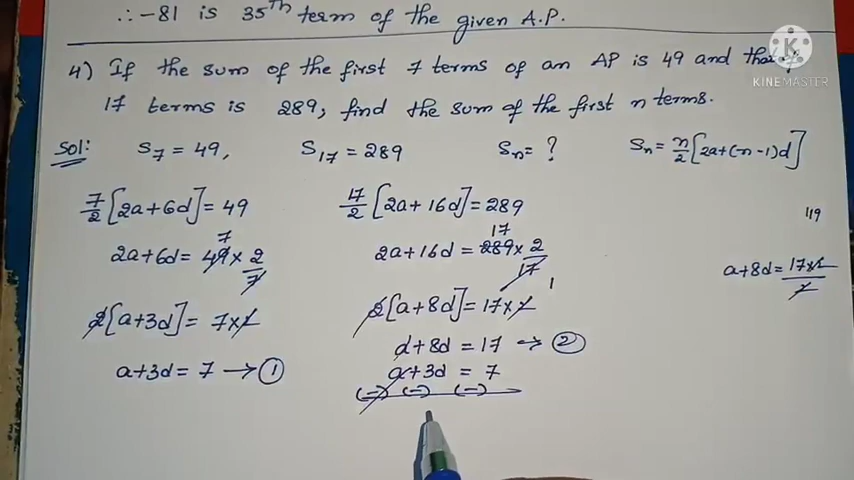 ∴ -81 is 35th term of the given A.P.
4) If the sum of the first 7 terms of an AP is 49 and that of
17 terms is 289, find the sum of the first n terms.
Sol: S7 = 49, S17 = 289 Sn = ? Sn = n/2 [2a+(n-1)d]
7/2 [2a+6d] = 49 17/2 [2a+16d] = 289
119
2a+6d = 49 × 2/7 7 2a+16d = 289 × 2/17 17 1
a+8d = 17×2/2
2[a+3d] = 7×2 2[a+8d] = 17×2
a+8d = 17 → ②
a+3d = 7 → ① a+3d = 7
(-) (-) (-)
K
KINEMASTER